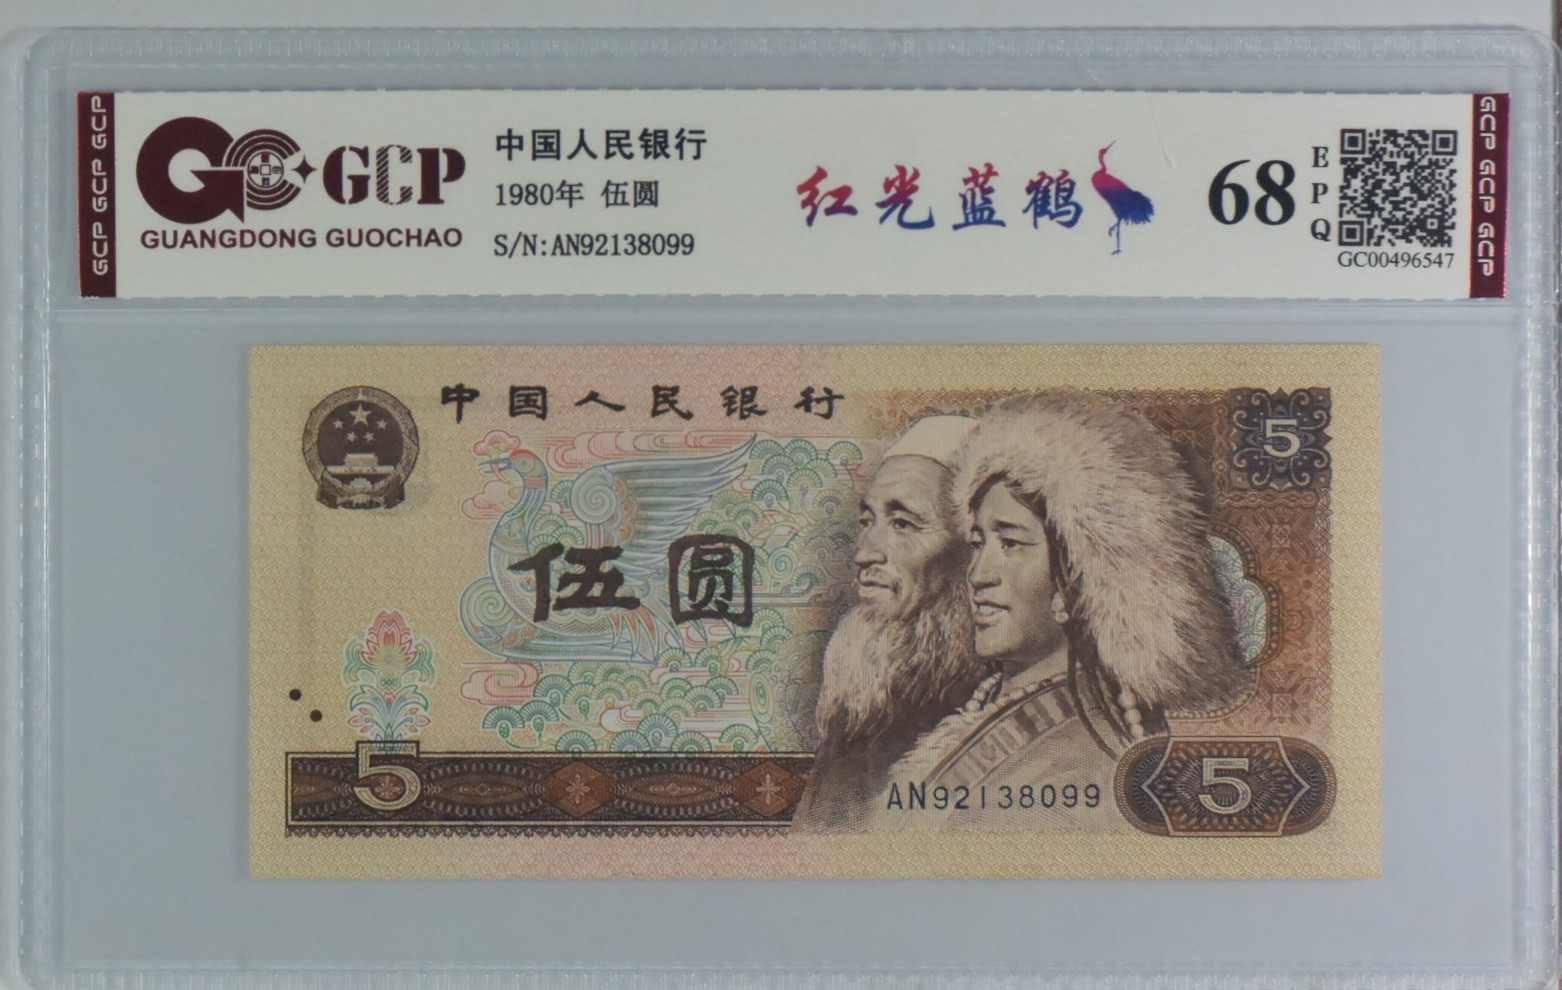 GCP GCP GCP
GCP
GUANGDONG GUOCHAO
中国人民银行
1980年 伍圆
S/N:AN92138099
红光蓝鹤
68
EPQ
GC00496547
GCP GCP GCP
中国人民银行
5
伍圆
5
AN92138099
5